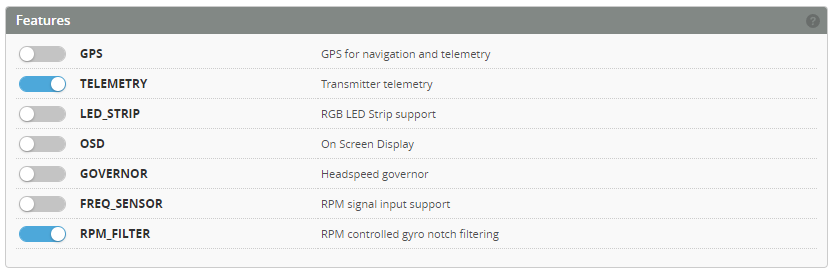 Features
GPS GPS for navigation and telemetry
TELEMETRY Transmitter telemetry
LED_STRIP RGB LED Strip support
OSD On Screen Display
GOVERNOR Headspeed governor
FREQ_SENSOR RPM signal input support
RPM_FILTER RPM controlled gyro notch filtering